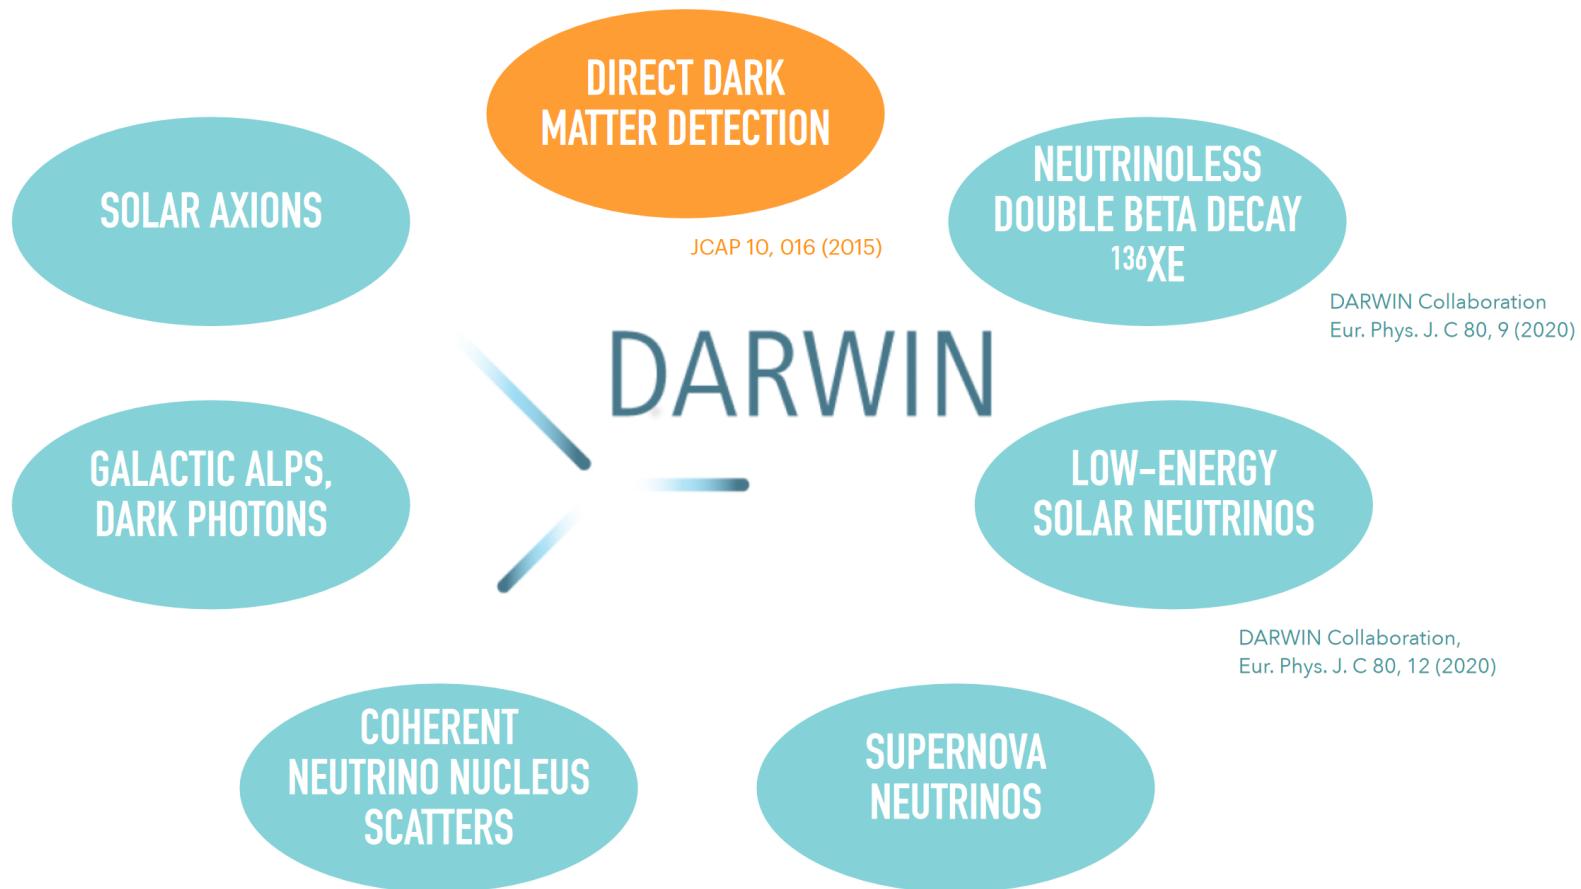 DIRECT DARK
MATTER DETECTION
JCAP 10, 016 (2015)
SOLAR AXIONS
NEUTRINOLESS
DOUBLE BETA DECAY
¹³⁶XE
DARWIN Collaboration
Eur. Phys. J. C 80, 9 (2020)
DARWIN
GALACTIC ALPS,
DARK PHOTONS
LOW-ENERGY
SOLAR NEUTRINOS
DARWIN Collaboration,
Eur. Phys. J. C 80, 12 (2020)
COHERENT
NEUTRINO NUCLEUS
SCATTERS
SUPERNOVA
NEUTRINOS